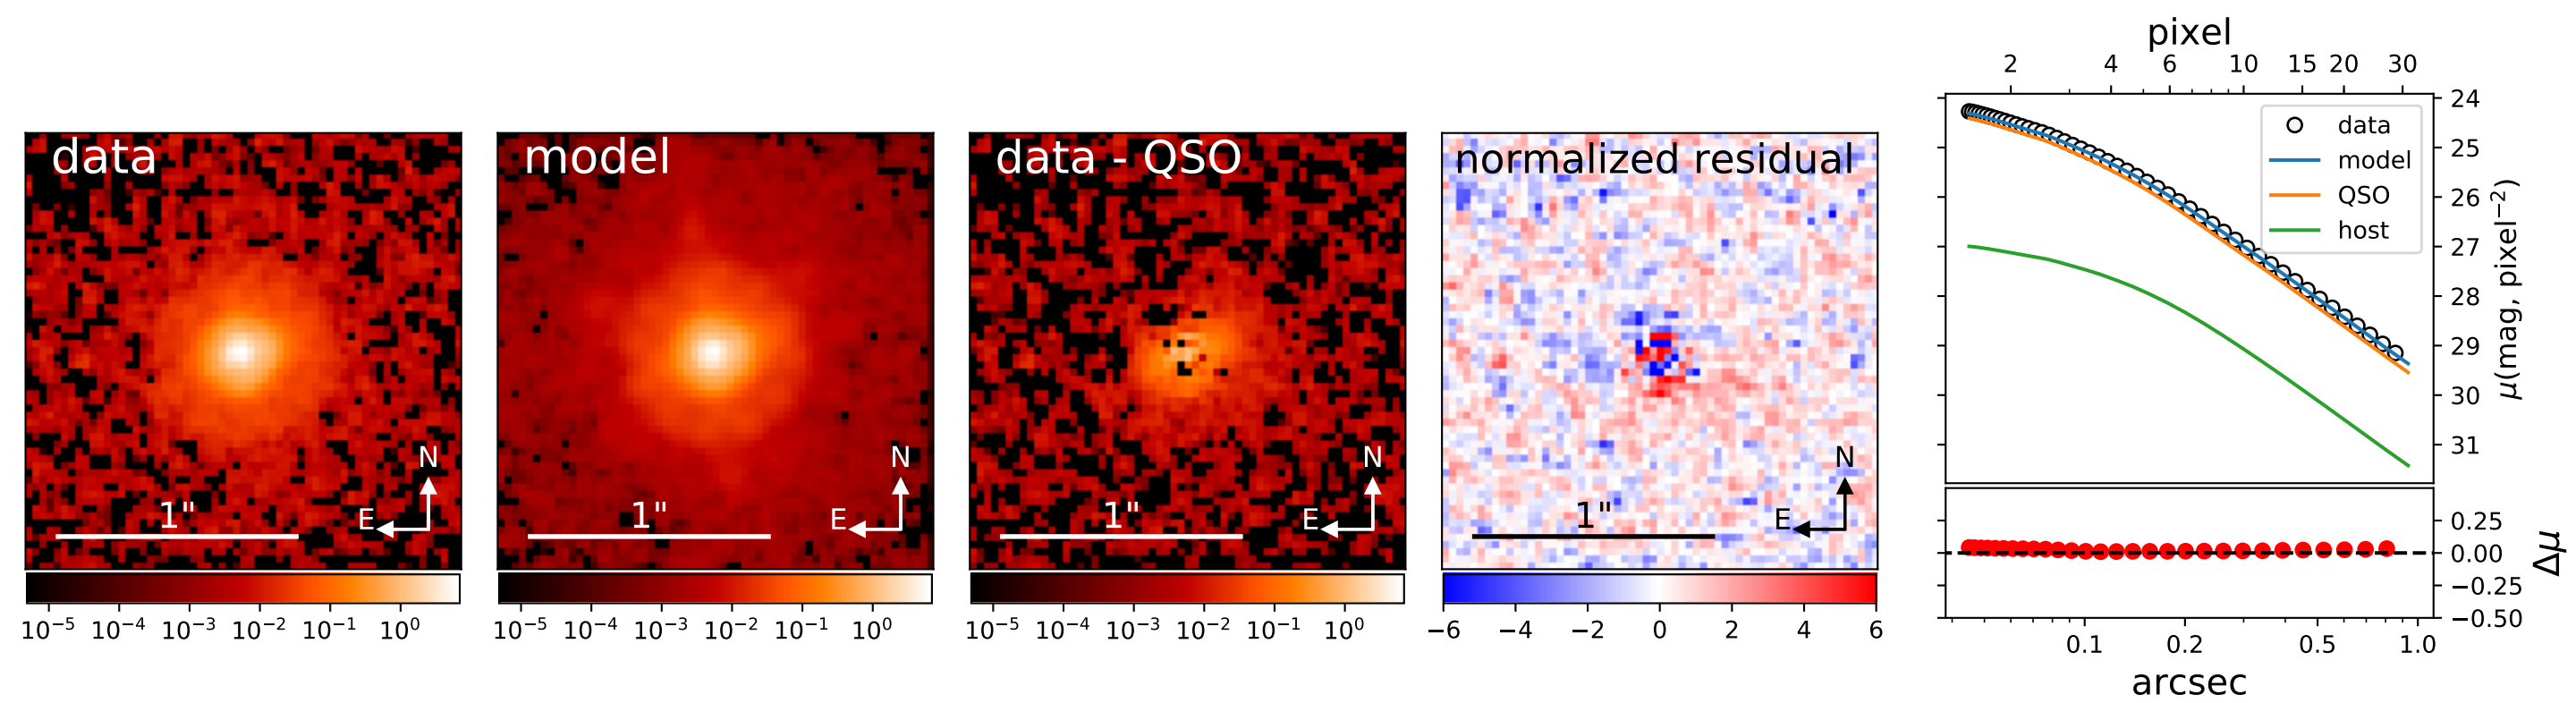 data
N
E
1"
10⁻⁵ 10⁻⁴ 10⁻³ 10⁻² 10⁻¹ 10⁰
model
N
E
1"
10⁻⁵ 10⁻⁴ 10⁻³ 10⁻² 10⁻¹ 10⁰
data - QSO
N
E
1"
10⁻⁵ 10⁻⁴ 10⁻³ 10⁻² 10⁻¹ 10⁰
normalized residual
N
E
1"
−6 −4 −2 0 2 4 6
pixel
2 4 6 10 15 20 30
data
model
QSO
host
24
25
26
27
28
29
30
31
μ(mag, pixel⁻²)
0.25
0.00
−0.25
−0.50
Δμ
0.1 0.2 0.5 1.0
arcsec